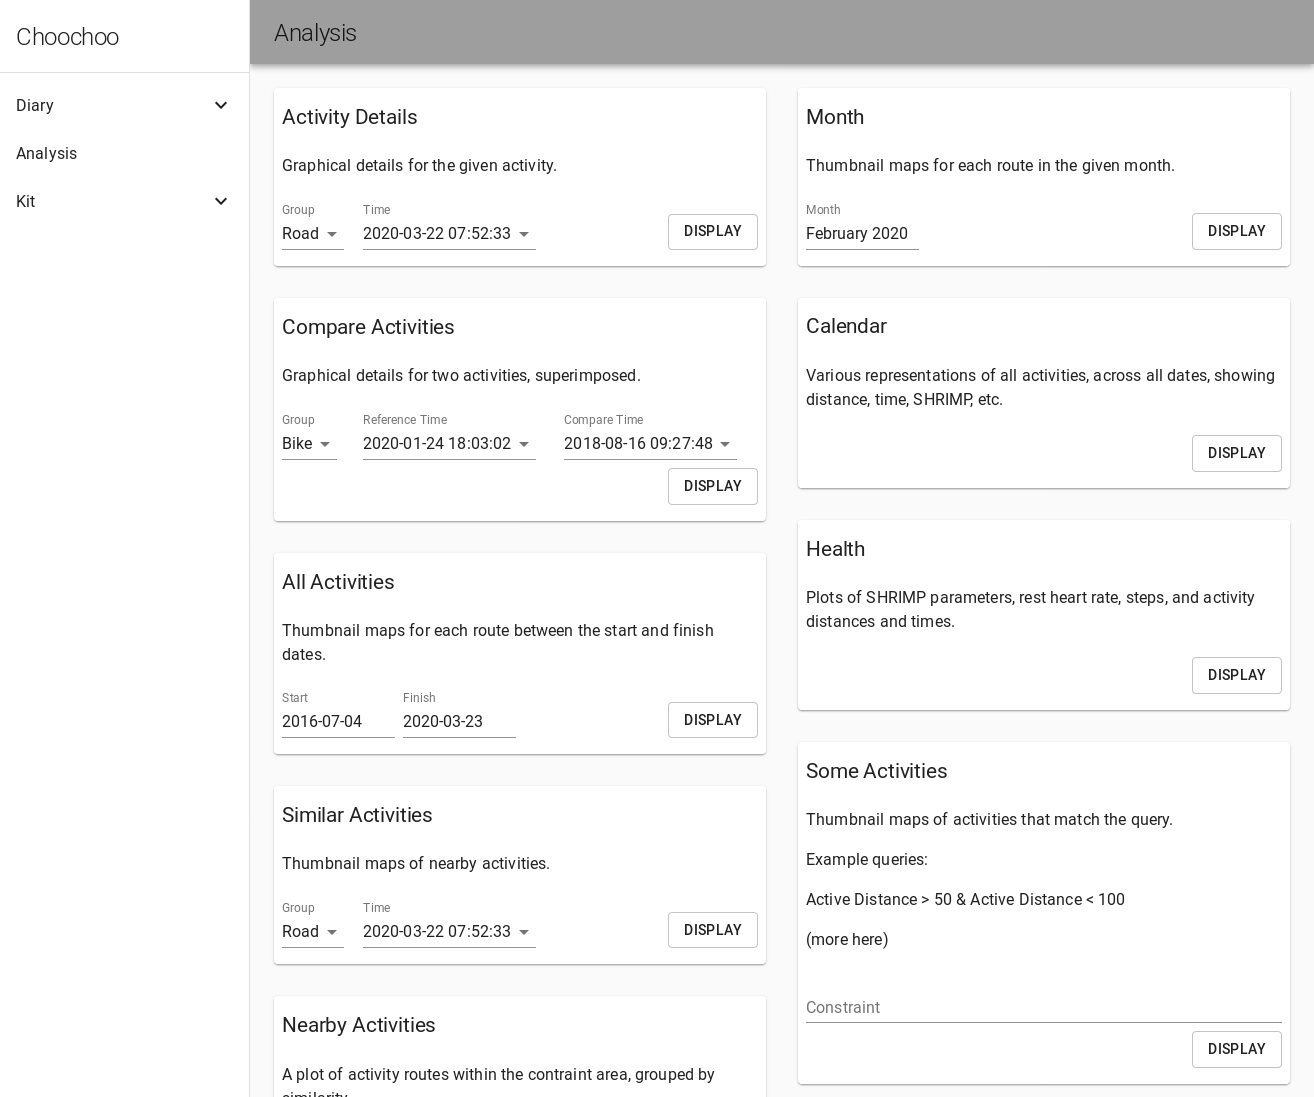 Choochoo
Diary
Analysis
Kit
Analysis
Activity Details
Graphical details for the given activity.
Group
Time
Road
2020-03-22 07:52:33
DISPLAY
Compare Activities
Graphical details for two activities, superimposed.
Group
Reference Time
Compare Time
Bike
2020-01-24 18:03:02
2018-08-16 09:27:48
DISPLAY
All Activities
Thumbnail maps for each route between the start and finish
dates.
Start
Finish
2016-07-04
2020-03-23
DISPLAY
Similar Activities
Thumbnail maps of nearby activities.
Group
Time
Road
2020-03-22 07:52:33
DISPLAY
Nearby Activities
A plot of activity routes within the contraint area, grouped by
similarity.
Month
Thumbnail maps for each route in the given month.
Month
February 2020
DISPLAY
Calendar
Various representations of all activities, across all dates, showing
distance, time, SHRIMP, etc.
DISPLAY
Health
Plots of SHRIMP parameters, rest heart rate, steps, and activity
distances and times.
DISPLAY
Some Activities
Thumbnail maps of activities that match the query.
Example queries:
Active Distance > 50 & Active Distance < 100
(more here)
Constraint
DISPLAY